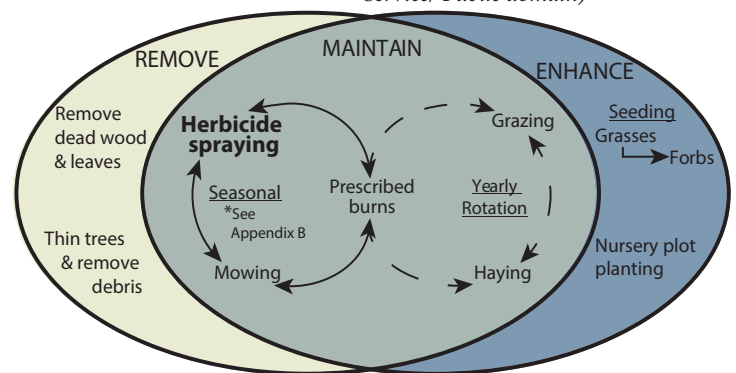 REMOVE
MAINTAIN
ENHANCE
Remove
dead wood
& leaves
Thin trees
& remove
debris
Herbicide
spraying
Seasonal
*See
Appendix B
Mowing
Prescribed
burns
Grazing
Yearly
Rotation
Haying
Seeding
Grasses
Forbs
Nursery plot
planting